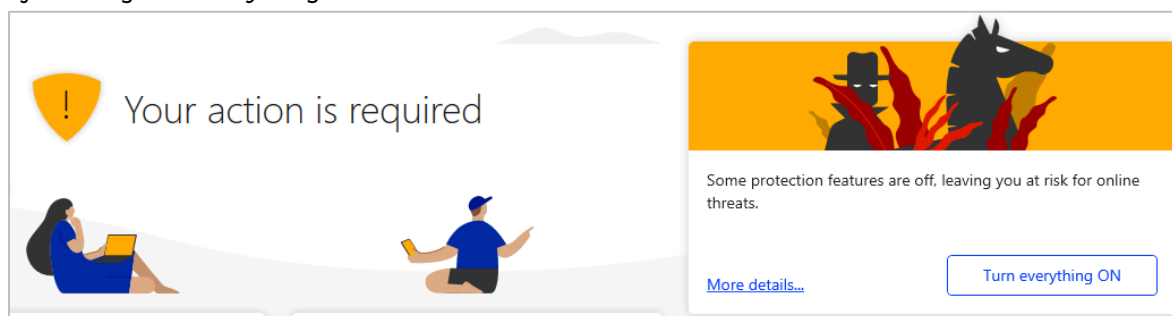 !
Your action is required
Some protection features are off, leaving you at risk for online
threats.
More details...
Turn everything ON